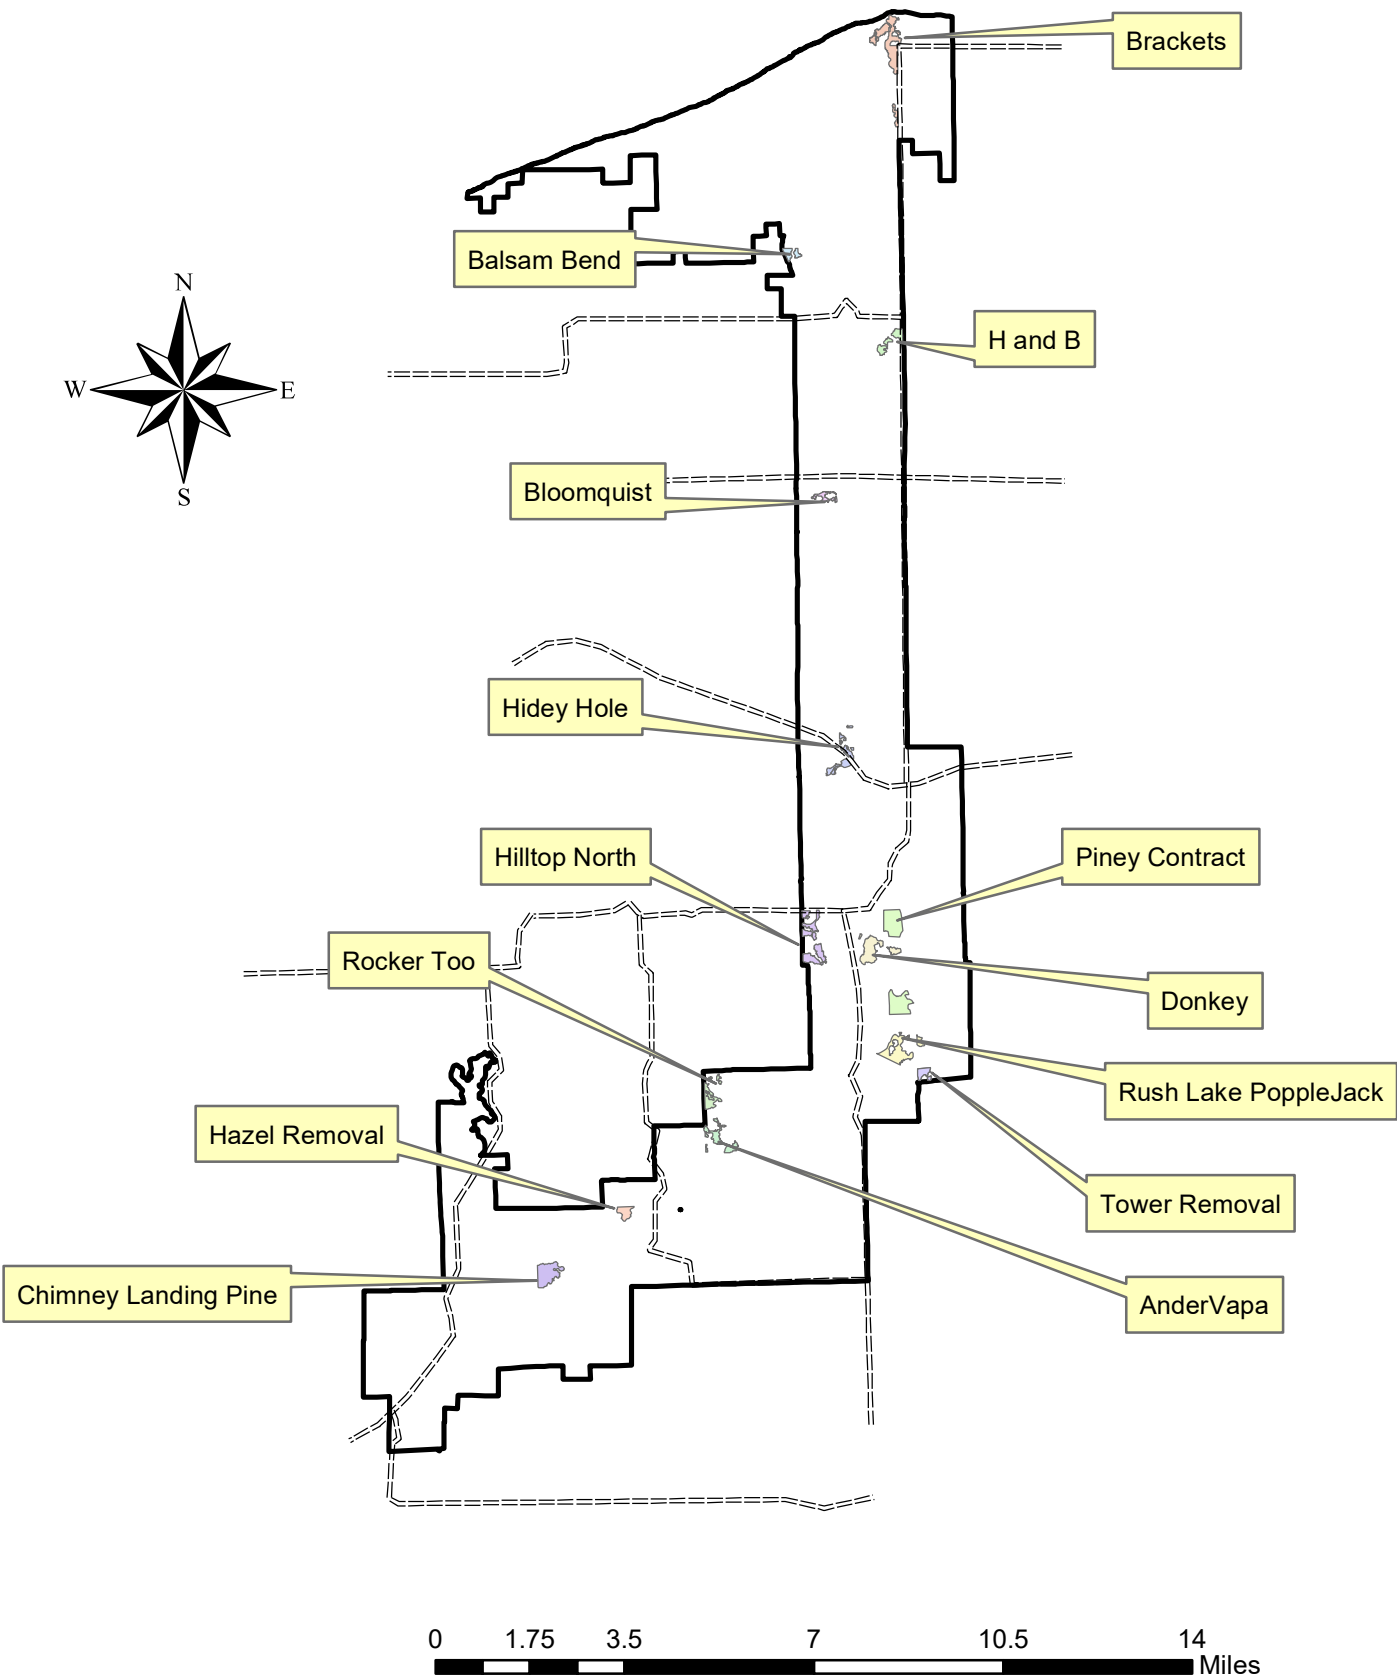 Brackets
Balsam Bend
N
H and B
W
E
Bloomquist
S
Hidey Hole
Hilltop North
Piney Contract
Rocker Too
Donkey
Rush Lake PoppleJack
Hazel Removal
Tower Removal
Chimney Landing Pine
AnderVapa
0 1.75 3.5 7 10.5 14
Miles